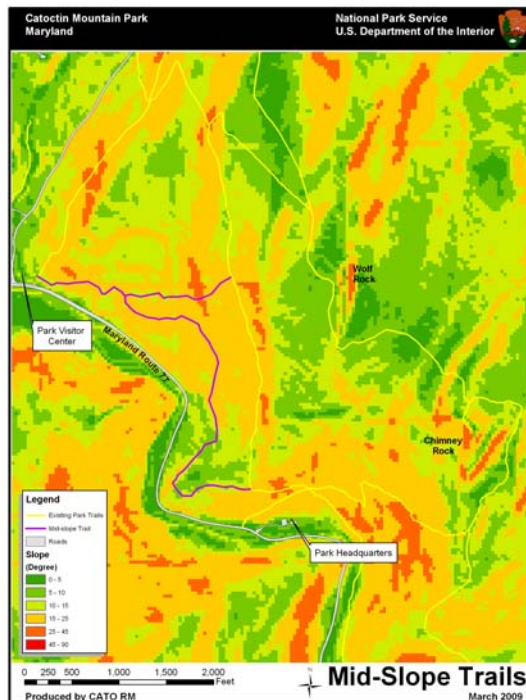 Catoctin Mountain Park
Maryland
National Park Service
U.S. Department of the Interior
Wolf
Rock
Park Visitor
Center
Maryland Route 77
Chimney
Rock
Park Headquarters
Legend
Existing Park Trails
Mid-slope Trail
Roads
Slope
(Degree)
0 - 5
5 - 10
10 - 15
15 - 25
25 - 45
45 - 90
0 250 500 1,000 1,500 2,000
Feet
Produced by CATO RM
Mid-Slope Trails
March 2009